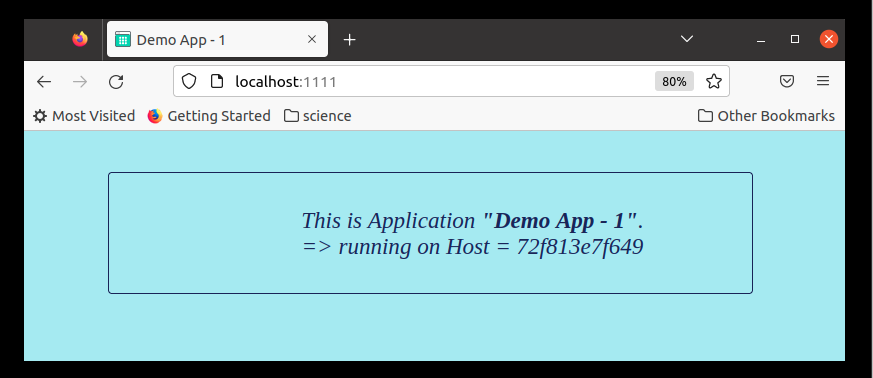 Demo App - 1
localhost:1111
80%
Most Visited
Getting Started
science
Other Bookmarks
This is Application "Demo App - 1".
=> running on Host = 72f813e7f649